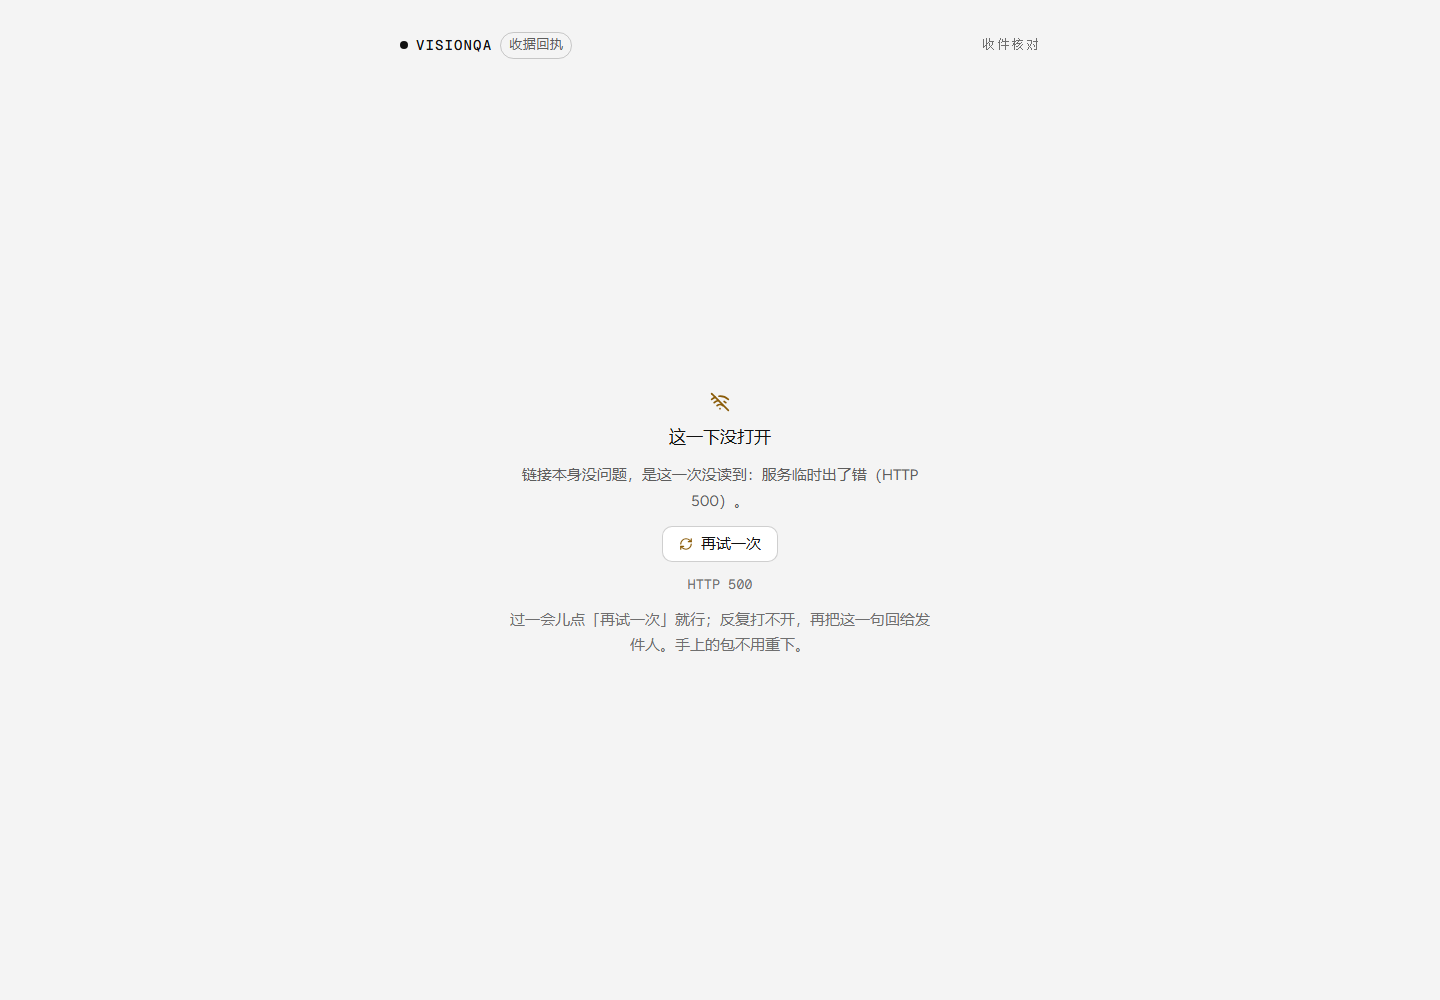 VISIONQA 收据回执
收件核对
这一下没打开
链接本身没问题，是这一次没读到：服务临时出了错（HTTP
500）。
再试一次
HTTP 500
过一会儿点「再试一次」就行；反复打不开，再把这一句回给发
件人。手上的包不用重下。